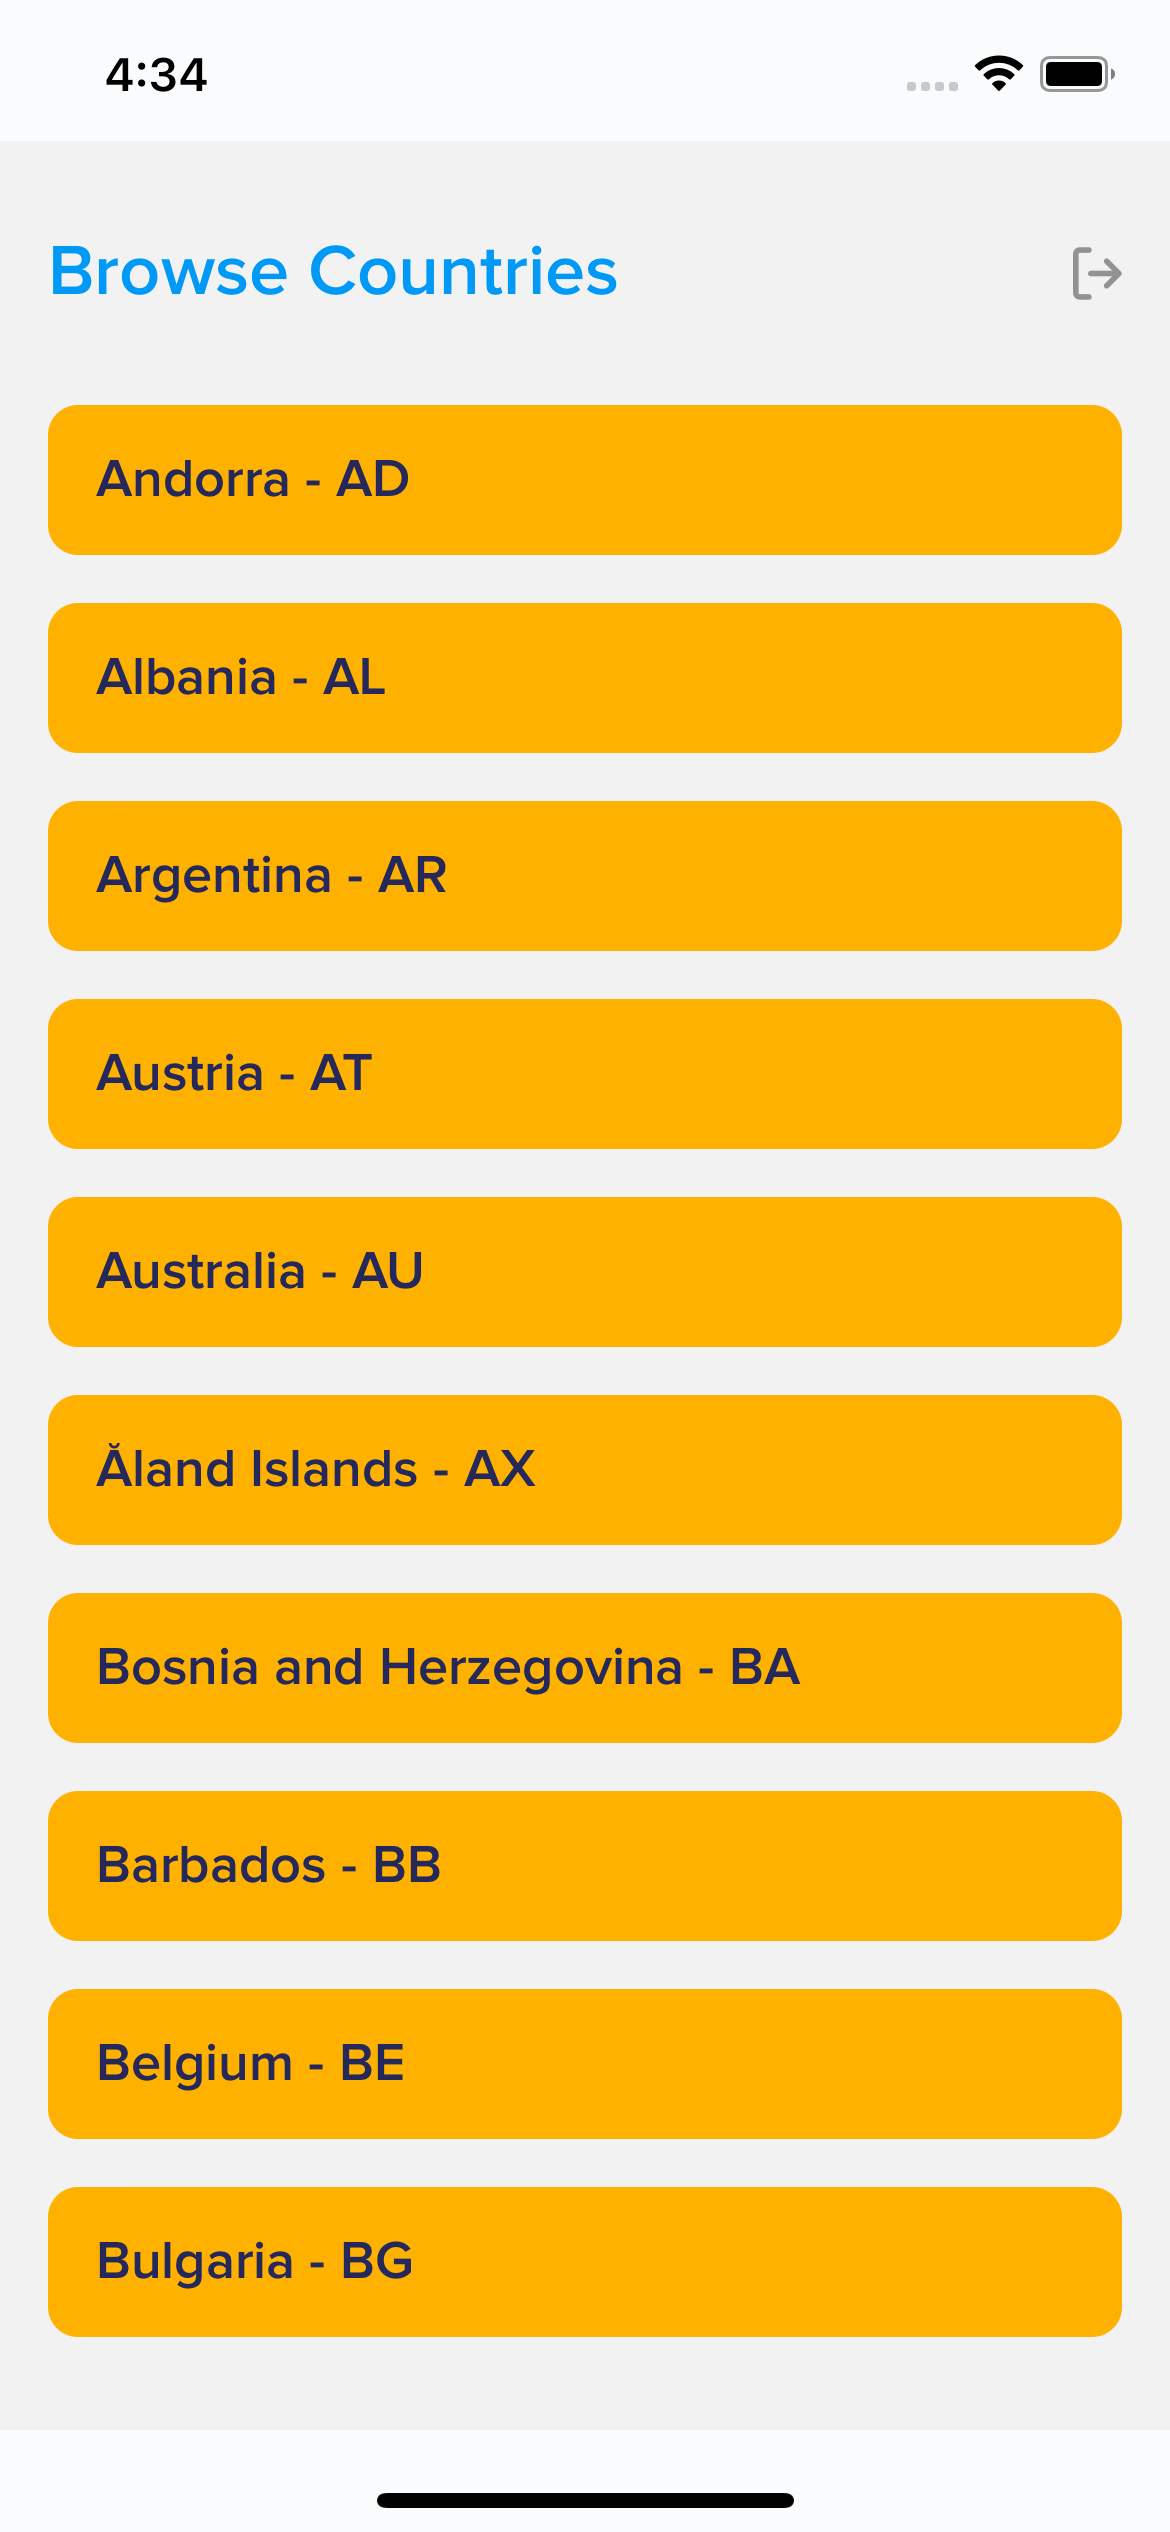 4:34
Browse Countries
Andorra - AD
Albania - AL
Argentina - AR
Austria - AT
Australia - AU
Åland Islands - AX
Bosnia and Herzegovina - BA
Barbados - BB
Belgium - BE
Bulgaria - BG